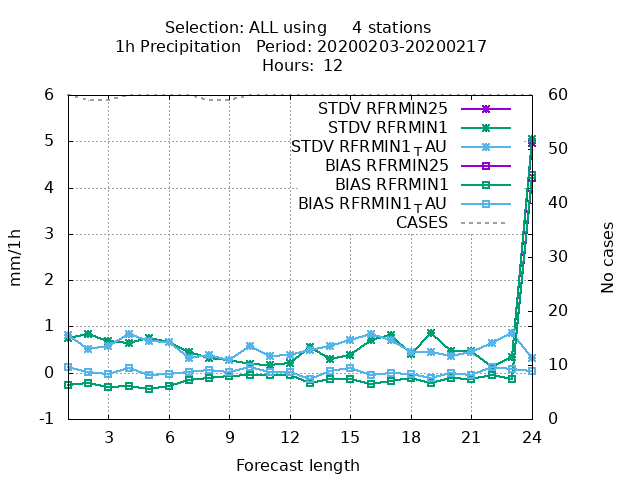 Selection: ALL using     4 stations
1h Precipitation   Period: 20200203-20200217
Hours:  12
mm/1h
6
5
4
3
2
1
0
-1
STDV RFRMIN25
STDV RFRMIN1
STDV RFRMIN1TAU
BIAS RFRMIN25
BIAS RFRMIN1
BIAS RFRMIN1TAU
CASES
60
50
40
30
20
10
0
No cases
3 6 9 12 15 18 21 24
Forecast length